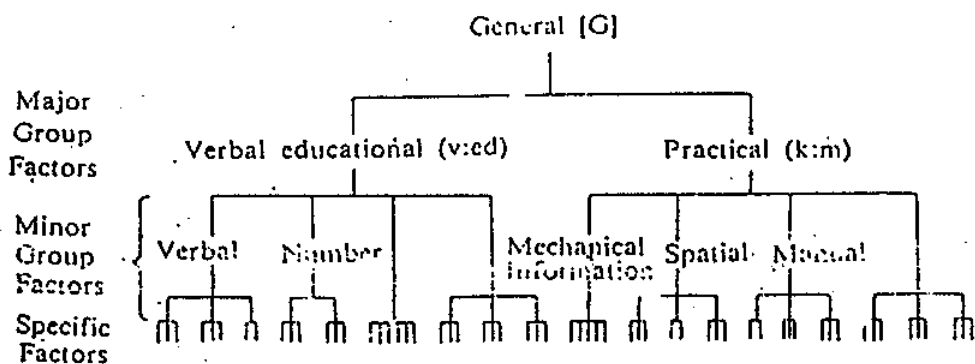 General [G]
Major
Group
Factors
Verbal educational (v:ed)
Practical (k:m)
Minor
Group
Factors
Verbal
Number
Mechanical
Information
Spatial
Manual
Specific
Factors